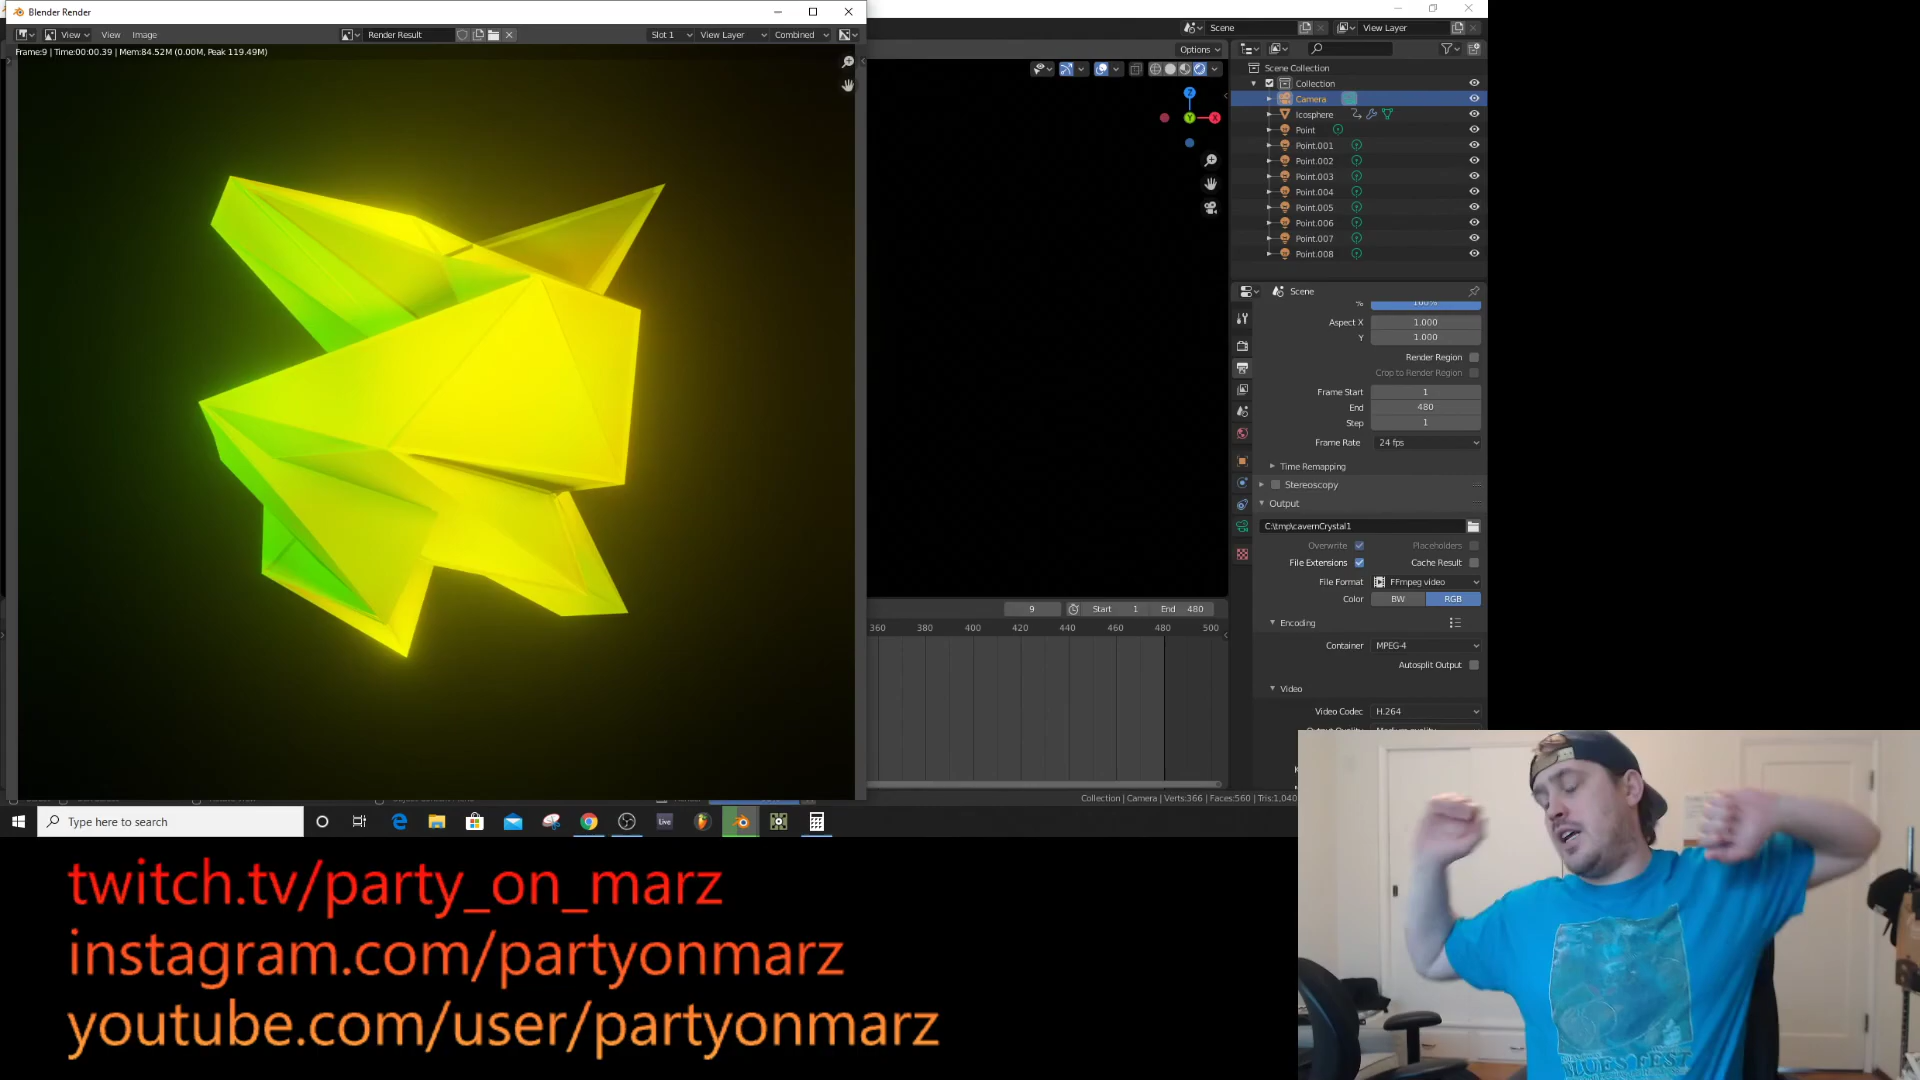 Blender Render
View View Image Render Result Slot 1 View Layer Combined
Frame:9 | Time:00:00.39 | Mem:84.52M (0.00M, Peak 119.49M)
Scene View Layer
Options
Scene Collection
Collection
Camera
Icosphere
Point
Point.001
Point.002
Point.003
Point.004
Point.005
Point.006
Point.007
Point.008
Scene
% 100%
Aspect X 1.000
Y 1.000
Render Region
Crop to Render Region
Frame Start 1
End 480
Step 1
Frame Rate 24 fps
Time Remapping
Stereoscopy
Output
C:\tmp\cavernCrystal1
Overwrite Placeholders
File Extensions Cache Result
File Format FFmpeg video
Color BW RGB
Encoding
Container MPEG-4
Autosplit Output
Video
Video Codec H.264
9 Start 1 End 480
360 380 400 420 440 460 480 500
Collection | Camera | Verts:366 | Faces:560 | Tris:1,040
Type here to search
Live
twitch.tv/party_on_marz
instagram.com/partyonmarz
youtube.com/user/partyonmarz
BLUES FEST